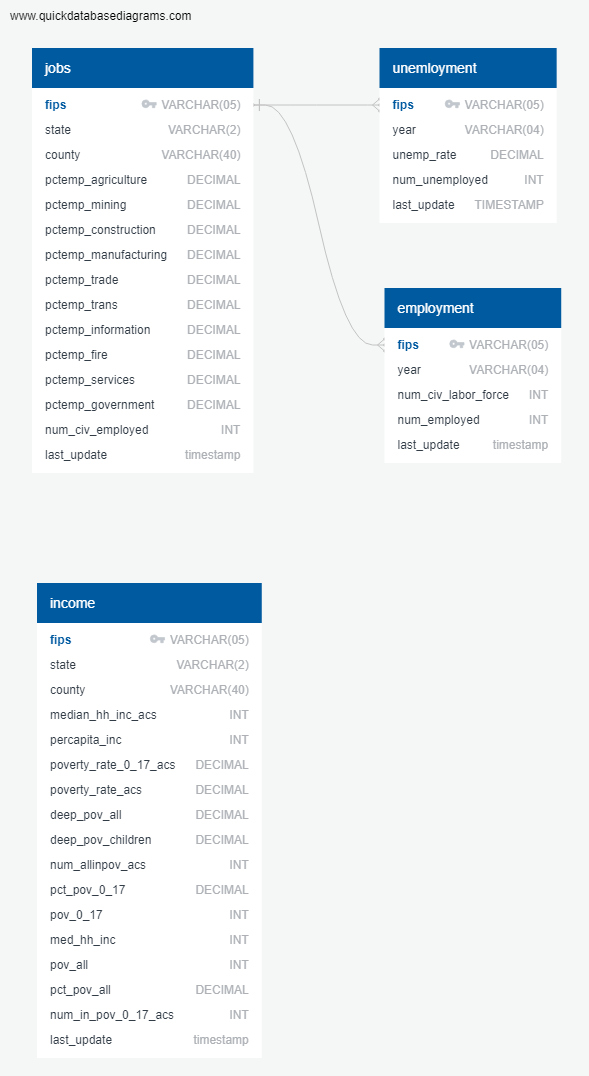 www.quickdatabasediagrams.com
jobs
fips VARCHAR(05)
state VARCHAR(2)
county VARCHAR(40)
pctemp_agriculture DECIMAL
pctemp_mining DECIMAL
pctemp_construction DECIMAL
pctemp_manufacturing DECIMAL
pctemp_trade DECIMAL
pctemp_trans DECIMAL
pctemp_information DECIMAL
pctemp_fire DECIMAL
pctemp_services DECIMAL
pctemp_government DECIMAL
num_civ_employed INT
last_update timestamp
unemloyment
fips VARCHAR(05)
year VARCHAR(04)
unemp_rate DECIMAL
num_unemployed INT
last_update TIMESTAMP
employment
fips VARCHAR(05)
year VARCHAR(04)
num_civ_labor_force INT
num_employed INT
last_update timestamp
income
fips VARCHAR(05)
state VARCHAR(2)
county VARCHAR(40)
median_hh_inc_acs INT
percapita_inc INT
poverty_rate_0_17_acs DECIMAL
poverty_rate_acs DECIMAL
deep_pov_all DECIMAL
deep_pov_children DECIMAL
num_allinpov_acs INT
pct_pov_0_17 DECIMAL
pov_0_17 INT
med_hh_inc INT
pov_all INT
pct_pov_all DECIMAL
num_in_pov_0_17_acs INT
last_update timestamp